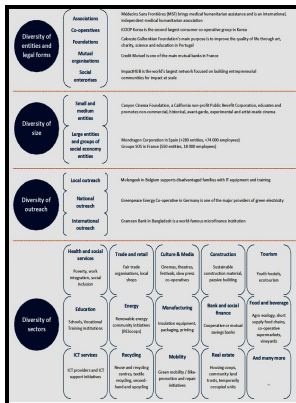 Diversity of
entities and
legal forms
Associations
Médecins Sans Frontières (MSF) brings medical humanitarian assistance and is an international,
independent medical humanitarian association
Co-operatives
iCOOP Korea is the second largest consumer co-operative group in Korea
Foundations
Calouste Gulbenkian Foundation's main purpose is to improve the quality of life through art,
charity, science and education in Portugal
Mutual
organisations
Credit Mutuel is one of the main mutual banks in France
Social
enterprises
ImpactHUB is the world's largest network focused on building entrepreneurial
communities for impact at scale
Diversity
of size
Small and
medium
entities
Canyon Cinema Foundation, a California non-profit Public Benefit Corporation, educates and
promotes non-commercial, historical, avant-garde, experimental and artist-made cinema
Large entities
and groups of
social economy
entities
Mondragon Corporation in Spain (>280 entities, >74 000 employees)
Groupe SOS in France (550 entities, 18 000 employees)
Diversity of
outreach
Local outreach
Molengeek in Belgium supports disadvantaged families with IT equipment and training
National
outreach
Greenpeace Energy Co-operative in Germany is one of the major providers of green electricity
International
outreach
Grameen Bank in Bangladesh is a world-famous microfinance institution
Diversity of
vectors
Health and social
services
Poverty, work
integration, social
inclusion
Trade and retail
Fair-trade
organisations, local
shops
Culture & Media
Cinemas, theatres,
festivals, slow press
co-operatives
Construction
Sustainable
construction material,
passive building
Tourism
Youth hostels,
ecotourism
Education
Schools, Vocational
Training Institutions
Energy
Renewable energy
community initiatives
(RESCoops)
Manufacturing
Insulation equipment,
packaging, printing
Bank and social
finance
Cooperative or mutual
savings banks
Food and beverage
Agro ecology, short
supply food chains,
co-operative
supermarkets,
vineyards
ICT services
ICT providers and ICT
support initiatives
Recycling
Reuse and recycling
centres, textile
recycling, second-
hand and upcycling
Mobility
Green mobility / Bike
promotion and repair
initiatives
Real estate
Housing coops,
community land
trusts, temporarily
occupied units
And many more
...